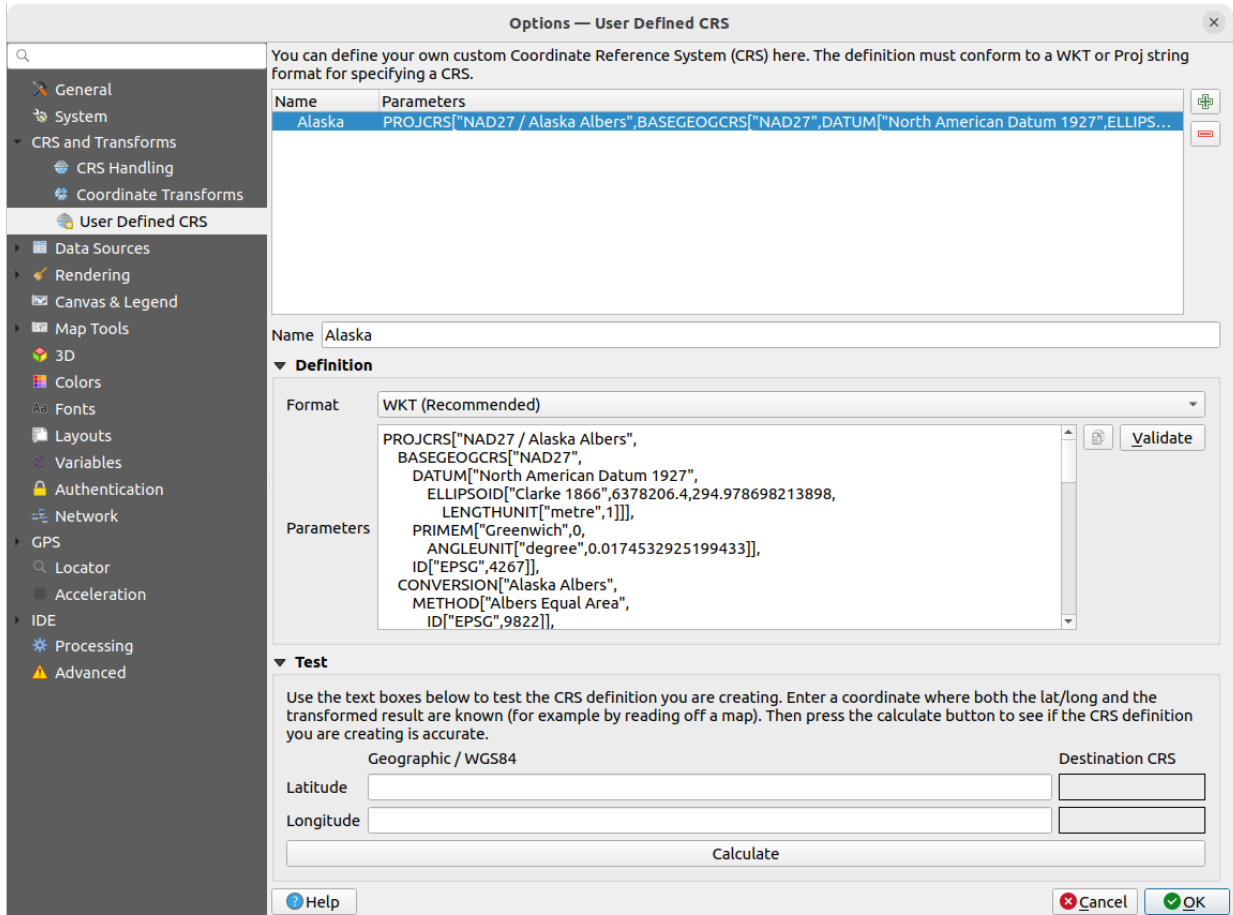 Options — User Defined CRS
General
System
CRS and Transforms
CRS Handling
Coordinate Transforms
User Defined CRS
Data Sources
Rendering
Canvas & Legend
Map Tools
3D
Colors
Fonts
Layouts
Variables
Authentication
Network
GPS
Locator
Acceleration
IDE
Processing
Advanced
You can define your own custom Coordinate Reference System (CRS) here. The definition must conform to a WKT or Proj string
format for specifying a CRS.
Name Parameters
Alaska PROJCRS["NAD27 / Alaska Albers",BASEGEOGCRS["NAD27",DATUM["North American Datum 1927",ELLIPS...
Name Alaska
Definition
Format WKT (Recommended)
Parameters
PROJCRS["NAD27 / Alaska Albers",
BASEGEOGCRS["NAD27",
DATUM["North American Datum 1927",
ELLIPSOID["Clarke 1866",6378206.4,294.978698213898,
LENGTHUNIT["metre",1]]],
PRIMEM["Greenwich",0,
ANGLEUNIT["degree",0.0174532925199433]],
ID["EPSG",4267]],
CONVERSION["Alaska Albers",
METHOD["Albers Equal Area",
ID["EPSG",9822]],
Validate
Test
Use the text boxes below to test the CRS definition you are creating. Enter a coordinate where both the lat/long and the
transformed result are known (for example by reading off a map). Then press the calculate button to see if the CRS definition
you are creating is accurate.
Geographic / WGS84 Destination CRS
Latitude
Longitude
Calculate
Help Cancel OK